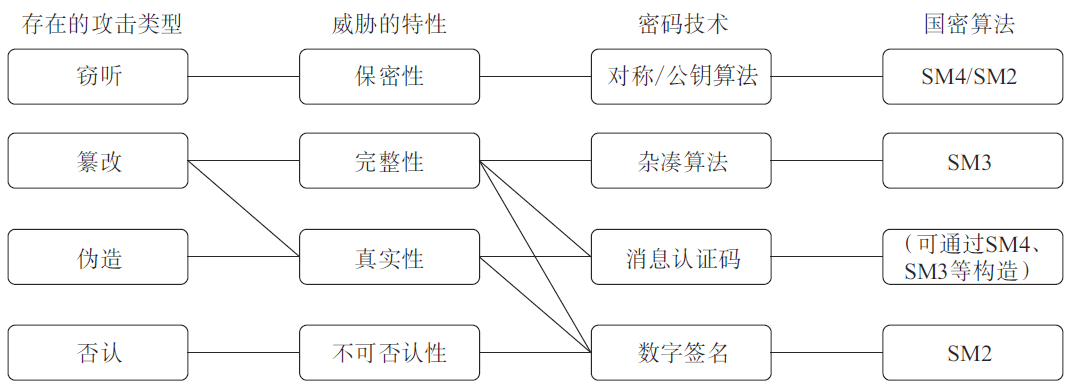 存在的攻击类型
威胁的特性
密码技术
国密算法
窃听
保密性
对称/公钥算法
SM4/SM2
篡改
完整性
杂凑算法
SM3
伪造
真实性
消息认证码
（可通过SM4、
SM3等构造）
否认
不可否认性
数字签名
SM2